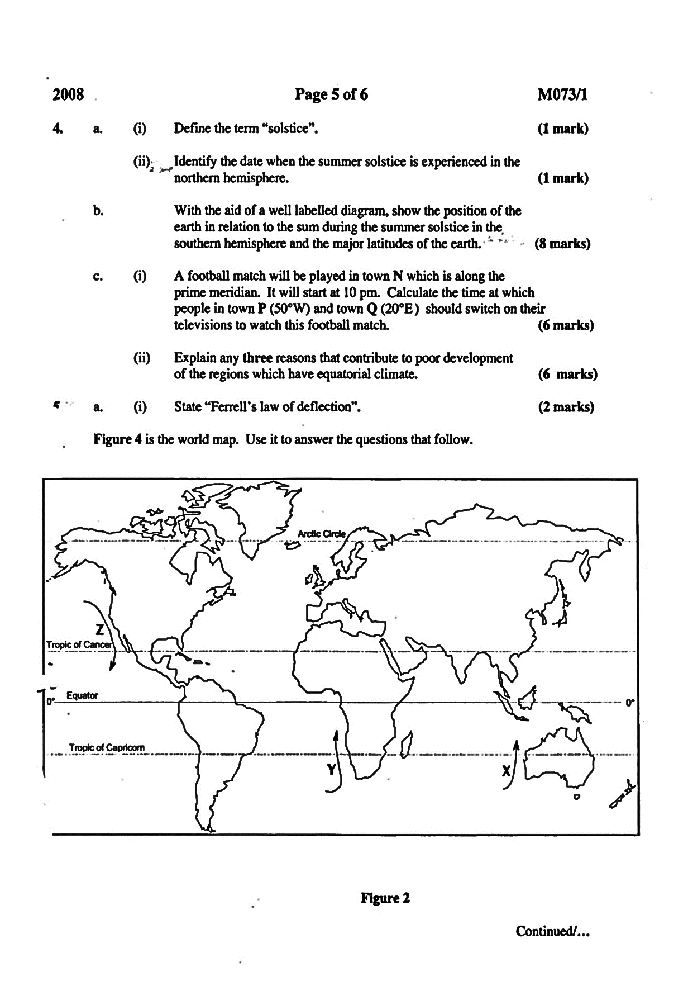 2008 Page 5 of 6 M073/1
4. a. (i) Define the term “solstice”. (1 mark)
(ii) Identify the date when the summer solstice is experienced in the
northern hemisphere. (1 mark)
b. With the aid of a well labelled diagram, show the position of the
earth in relation to the sum during the summer solstice in the
southern hemisphere and the major latitudes of the earth. (8 marks)
c. (i) A football match will be played in town N which is along the
prime meridian. It will start at 10 pm. Calculate the time at which
people in town P (50°W) and town Q (20°E) should switch on their
televisions to watch this football match. (6 marks)
(ii) Explain any three reasons that contribute to poor development
of the regions which have equatorial climate. (6 marks)
5 a. (i) State “Ferrell’s law of deflection”. (2 marks)
Figure 4 is the world map. Use it to answer the questions that follow.
Arctic Circle
Z
Tropic of Cancer
Equator
0° 0°
Tropic of Capricorn
Y X
Figure 2
Continued/...